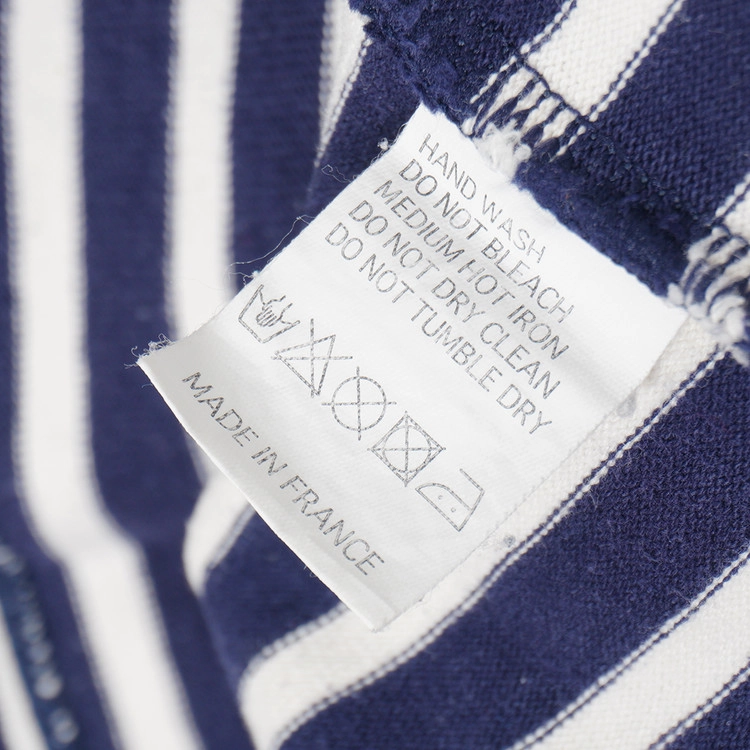 HAND WASH
DO NOT BLEACH
MEDIUM HOT IRON
DO NOT DRY CLEAN
DO NOT TUMBLE DRY
MADE IN FRANCE